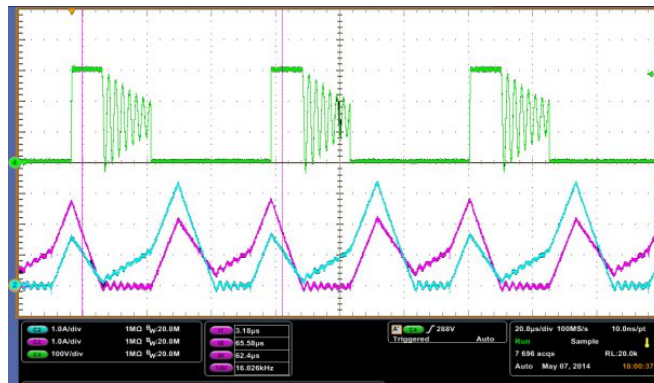 4
2
C2 1.0A/div 1MΩ BW:20.0M
C3 1.0A/div 1MΩ BW:20.0M
C4 100V/div 1MΩ BW:20.0M
3.18µs
65.58µs
62.4µs
16.026kHz
A' C4 288V
Triggered Auto
20.0µs/div 100MS/s 10.0ns/pt
Run Sample
7 696 acqs RL:20.0k
Auto May 07, 2014 18:00:37